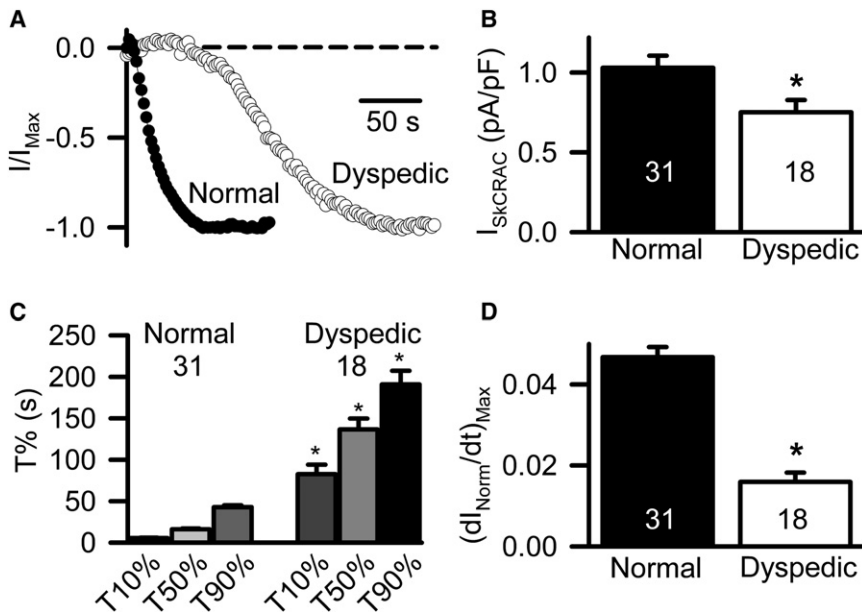 A
I/I_Max
0.0
-0.5
-1.0
50 s
Normal
Dyspedic
B
I_SkCRAC (pA/pF)
1.0
0.5
0.0
*
31
18
Normal
Dyspedic
C
T% (s)
250
200
150
100
50
0
Normal
31
Dyspedic
18
*
*
*
T10%
T50%
T90%
T10%
T50%
T90%
D
(dI_Norm/dt)_Max
0.04
0.02
0.00
*
31
18
Normal
Dyspedic